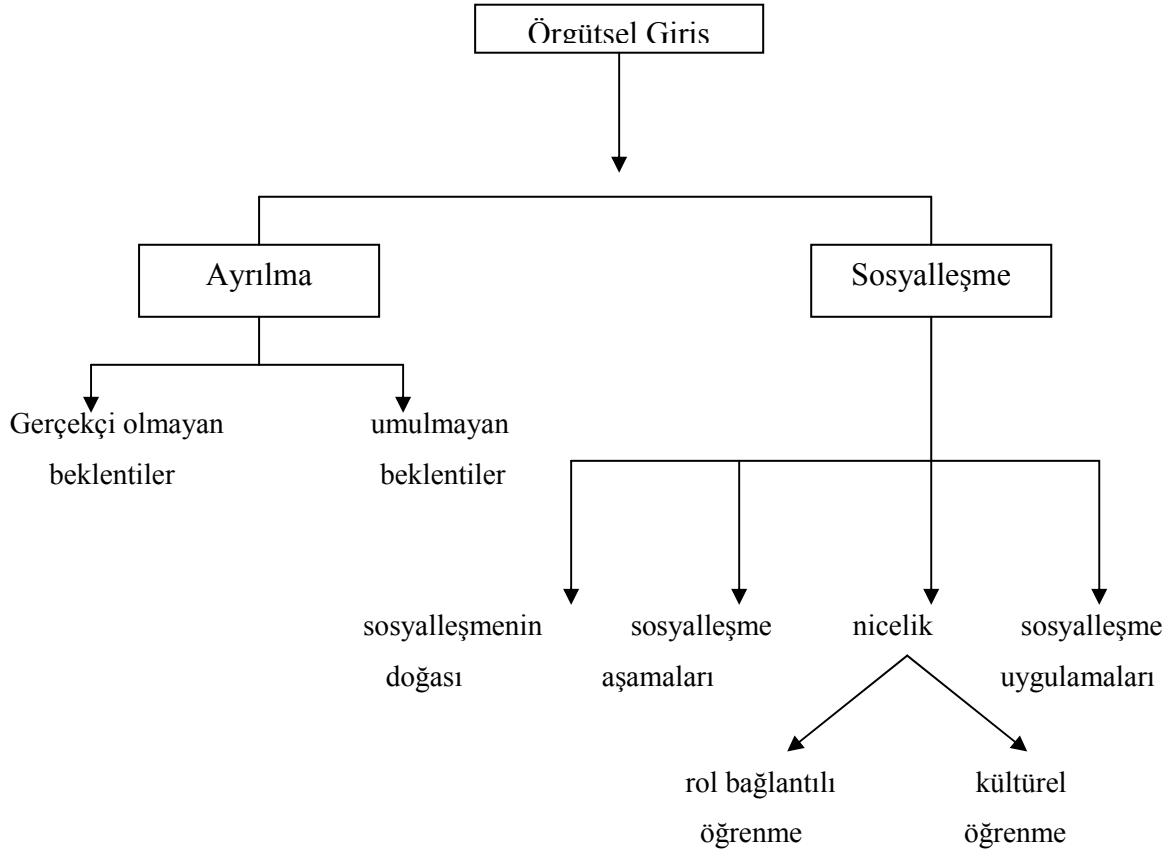 Örgütsel Giriş
Ayrılma
Sosyalleşme
Gerçekçi olmayan
beklentiler
umulmayan
beklentiler
sosyalleşmenin
doğası
sosyalleşme
aşamaları
nicelik
sosyalleşme
uygulamaları
rol bağlantılı
öğrenme
kültürel
öğrenme